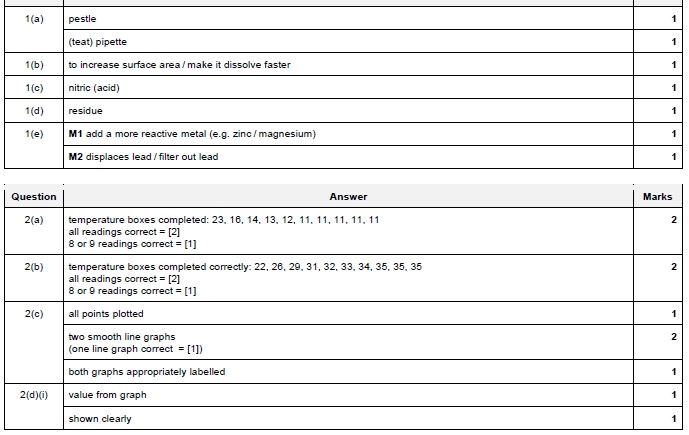 1(a) pestle 1
(teat) pipette 1
1(b) to increase surface area / make it dissolve faster 1
1(c) nitric (acid) 1
1(d) residue 1
1(e) M1 add a more reactive metal (e.g. zinc / magnesium) 1
M2 displaces lead / filter out lead 1
Question Answer Marks
2(a) temperature boxes completed: 23, 16, 14, 13, 12, 11, 11, 11, 11, 11 2
all readings correct = [2]
8 or 9 readings correct = [1]
2(b) temperature boxes completed correctly: 22, 26, 29, 31, 32, 33, 34, 35, 35, 35 2
all readings correct = [2]
8 or 9 readings correct = [1]
2(c) all points plotted 1
two smooth line graphs 2
(one line graph correct = [1])
both graphs appropriately labelled 1
2(d)(i) value from graph 1
shown clearly 1